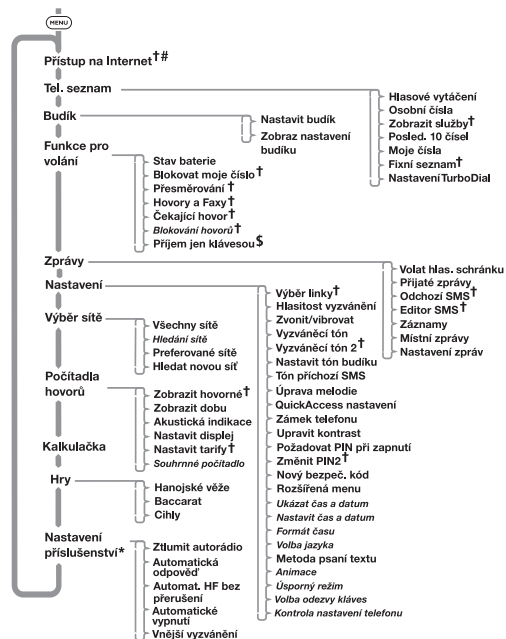 MENU
Přístup na Internet†#
Tel. seznam
Hlasové vytáčení
Osobní čísla
Zobrazit služby†
Posled. 10 čísel
Moje čísla
Fixní seznam†
Nastavení TurboDial
Budík
Nastavit budík
Zobraz nastavení
budíku
Funkce pro
volání
Stav baterie
Blokovat moje číslo†
Přesměrování †
Hovory a Faxy†
Čekající hovor†
Blokování hovorů†
Příjem jen klávesou$
Zprávy
Volat hlas. schránku
Přijaté zprávy
Odchozí SMS†
Editor SMS†
Záznamy
Místní zprávy
Nastavení zpráv
Nastavení
Výběr linky†
Hlasitost vyzvánění
Zvonit/vibrovat
Vyzváněcí tón
Vyzváněcí tón 2†
Nastavit tón budíku
Tón příchozí SMS
Úprava melodie
QuickAccess nastavení
Zámek telefonu
Upravit kontrast
Požadovat PIN při zapnutí
Změnit PIN2†
Nový bezpeč. kód
Rozšířená menu
Ukázat čas a datum
Nastavit čas a datum
Formát času
Volba jazyka
Metoda psaní textu
Animace
Úsporný režim
Volba odezvy kláves
Kontrola nastavení telefonu
Výběr sítě
Všechny sítě
Hledání sítě
Preferované sítě
Hledat novou síť
Počítadla
hovorů
Zobrazit hovorné†
Zobrazit dobu
Akustická indikace
Nastavit displej
Nastavit tarify†
Souhrnné počítadlo
Kalkulačka
Hry
Hanojské věže
Baccarat
Cihly
Nastavení
příslušenství*
Ztlumit autorádio
Automatická
odpověď
Automat. HF bez
přerušení
Automatické
vypnutí
Vnější vyzvánění